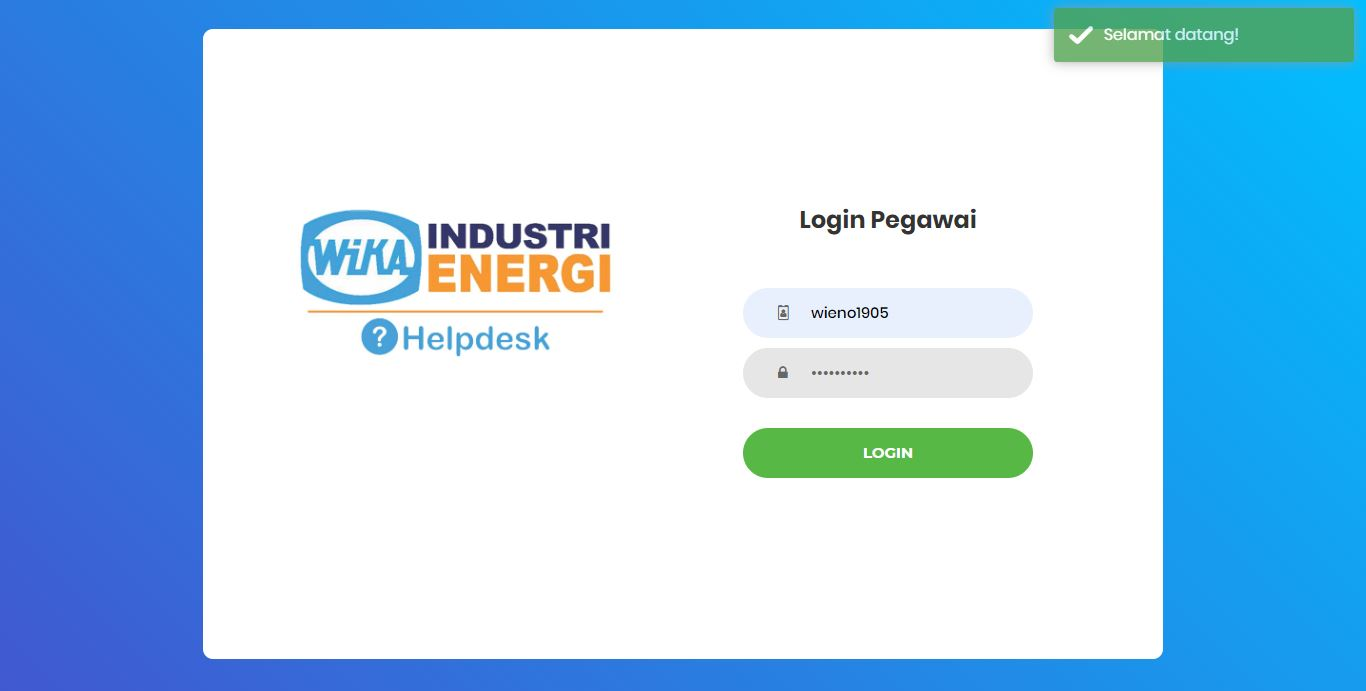 Selamat datang!
WIKA INDUSTRI
ENERGI
? Helpdesk
Login Pegawai
wieno1905
••••••••••
LOGIN